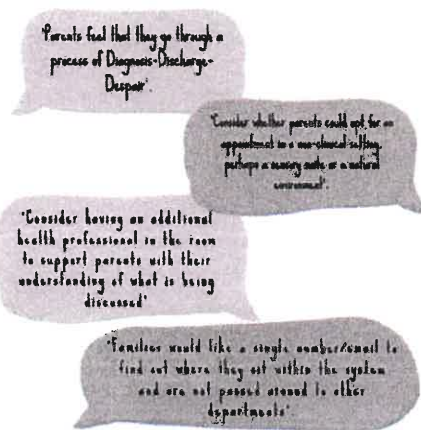 'Parents feel that they go through a
process of Diagnosis-Discharge-
Despair'.
'Consider whether parents could opt for an
appointment in a non-clinical setting,
perhaps a sensory suite or a natural
environment'.
'Consider having an additional
health professional in the room
to support parents with their
understanding of what is being
discussed'
'Families would like a single number/email to
find out where they sit within the system
and are not passed around to other
departments'